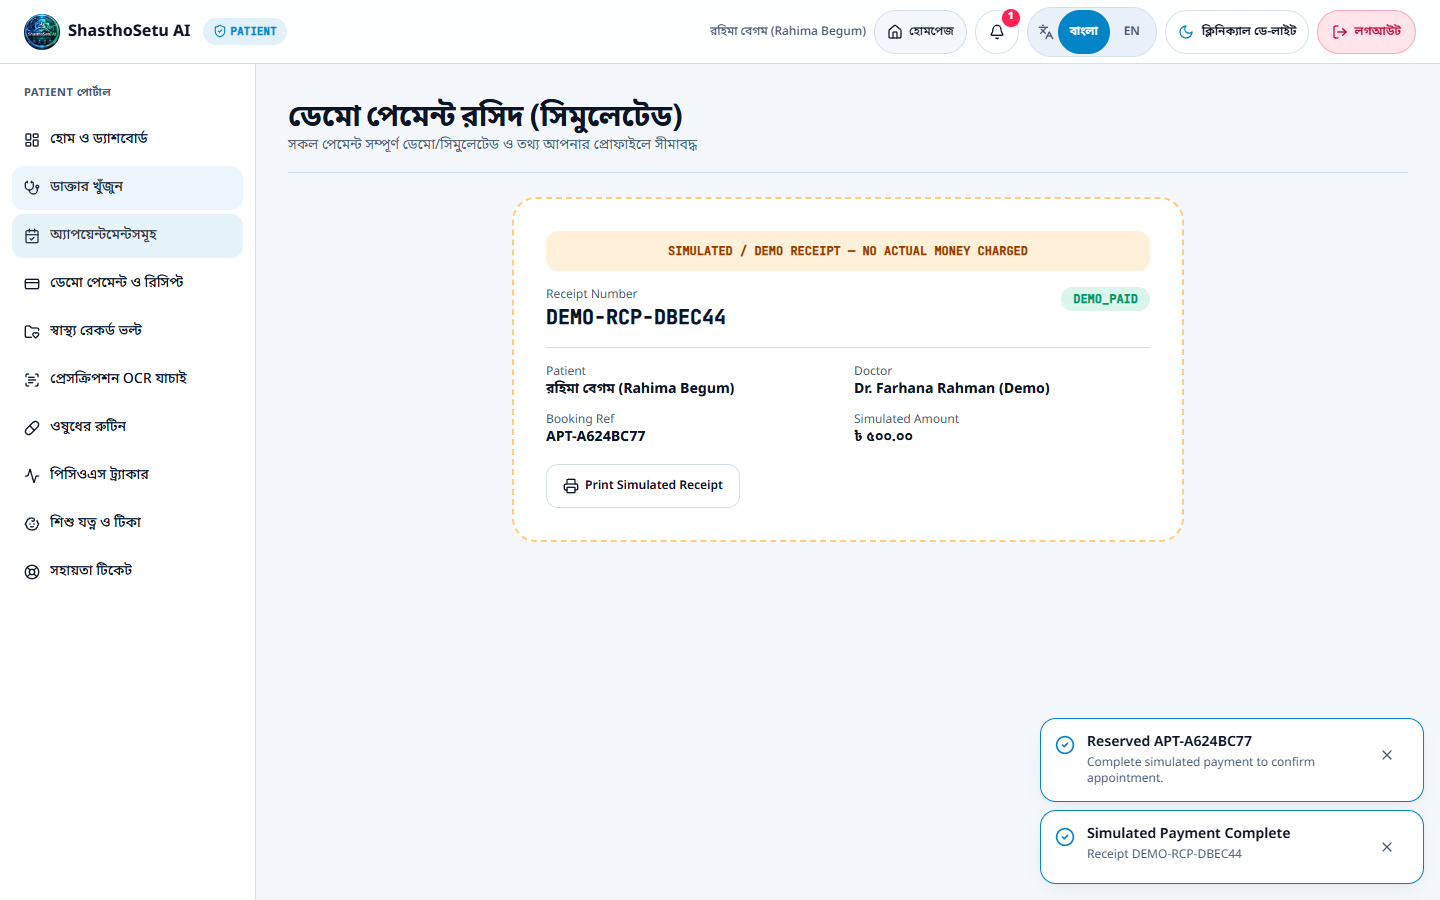 ShasthoSetu AI
PATIENT
রহিমা বেগম (Rahima Begum)
হোমপেজ
1
বাংলা
EN
ক্লিনিক্যাল ডে-লাইট
লগআউট
PATIENT পোর্টাল
হোম ও ড্যাশবোর্ড
ডাক্তার খুঁজুন
অ্যাপয়েন্টমেন্টসমূহ
ডেমো পেমেন্ট ও রিসিপ্ট
স্বাস্থ্য রেকর্ড ভল্ট
প্রেসক্রিপশন OCR যাচাই
ওষুধের রুটিন
পিসিওএস ট্র্যাকার
শিশু যত্ন ও টিকা
সহায়তা টিকেট
ডেমো পেমেন্ট রসিদ (সিমুলেটেড)
সকল পেমেন্ট সম্পূর্ণ ডেমো/সিমুলেটেড ও তথ্য আপনার প্রোফাইলে সীমাবদ্ধ
SIMULATED / DEMO RECEIPT — NO ACTUAL MONEY CHARGED
Receipt Number
DEMO-RCP-DBEC44
DEMO_PAID
Patient
রহিমা বেগম (Rahima Begum)
Doctor
Dr. Farhana Rahman (Demo)
Booking Ref
APT-A624BC77
Simulated Amount
৳ ৫০০.০০
Print Simulated Receipt
Reserved APT-A624BC77
Complete simulated payment to confirm
appointment.
Simulated Payment Complete
Receipt DEMO-RCP-DBEC44